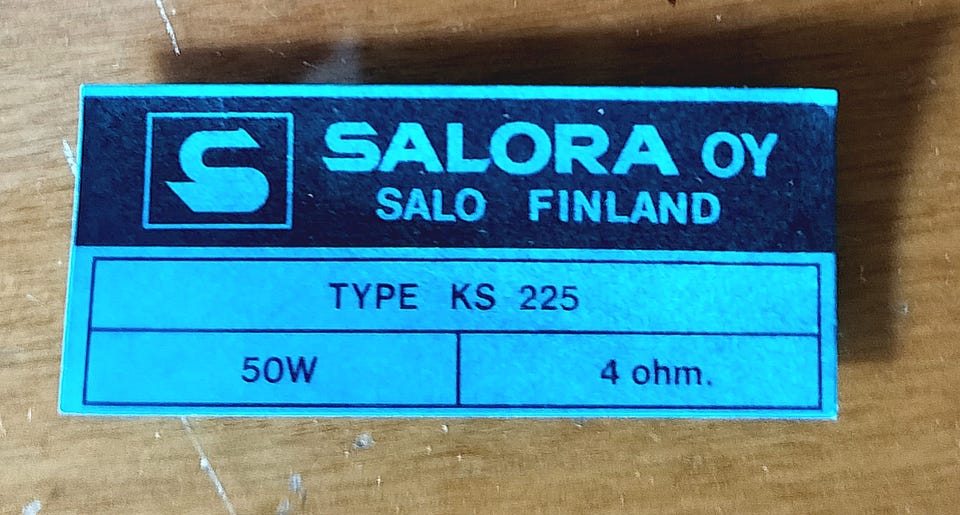 SALORA OY
SALO FINLAND
TYPE KS 225
50W
4 ohm.